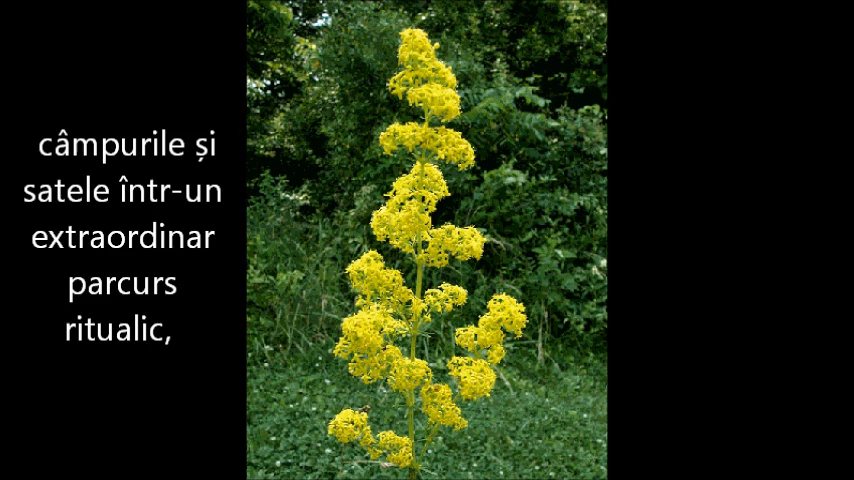 câmpurile și
satele într-un
extraordinar
parcurs
ritualic,